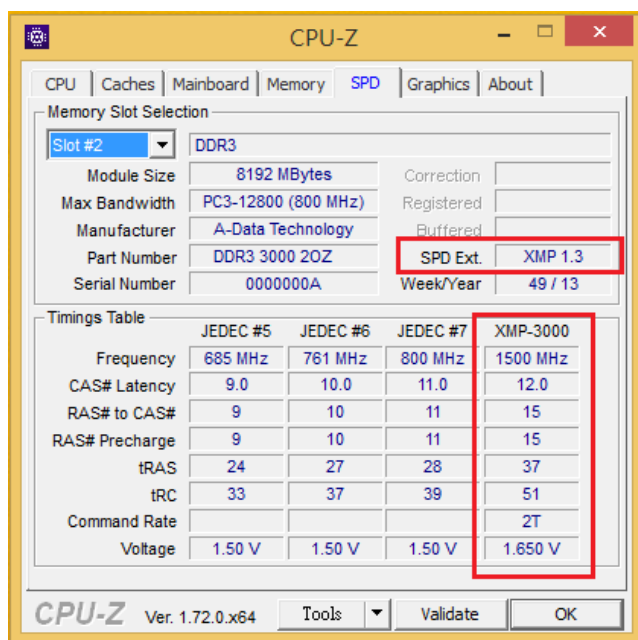 CPU-Z
CPU Caches Mainboard Memory SPD Graphics About
Memory Slot Selection
Slot #2 DDR3
Module Size 8192 MBytes Correction
Max Bandwidth PC3-12800 (800 MHz) Registered
Manufacturer A-Data Technology Buffered
Part Number DDR3 3000 2OZ SPD Ext. XMP 1.3
Serial Number 0000000A Week/Year 49 / 13
Timings Table
JEDEC #5 JEDEC #6 JEDEC #7 XMP-3000
Frequency 685 MHz 761 MHz 800 MHz 1500 MHz
CAS# Latency 9.0 10.0 11.0 12.0
RAS# to CAS# 9 10 11 15
RAS# Precharge 9 10 11 15
tRAS 24 27 28 37
tRC 33 37 39 51
Command Rate 2T
Voltage 1.50 V 1.50 V 1.50 V 1.650 V
CPU-Z Ver. 1.72.0.x64 Tools Validate OK